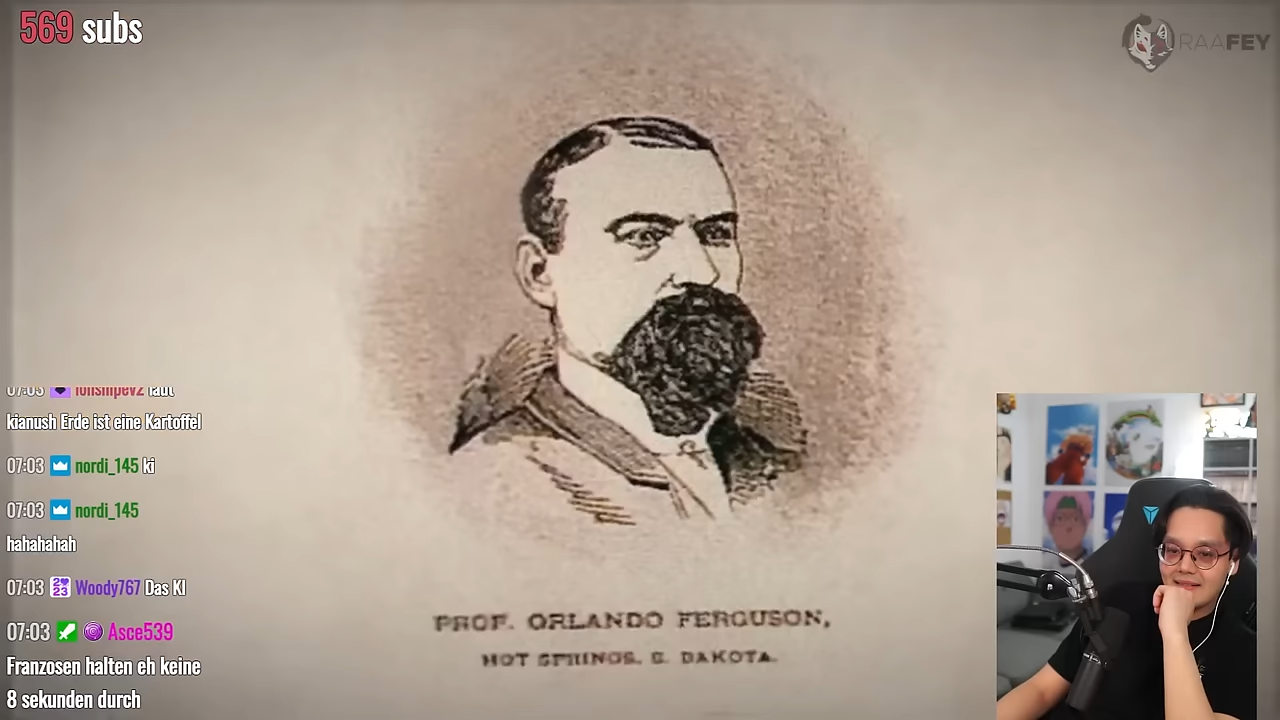 569 subs
RAAFEY
kianush Erde ist eine Kartoffel
07:03 nordi_145 ki
07:03 nordi_145
hahahahah
07:03 Woody767 Das KI
07:03 Asce539
Franzosen halten eh keine
8 sekunden durch
PROF. ORLANDO FERGUSON,
HOT SPRINGS, S. DAKOTA.